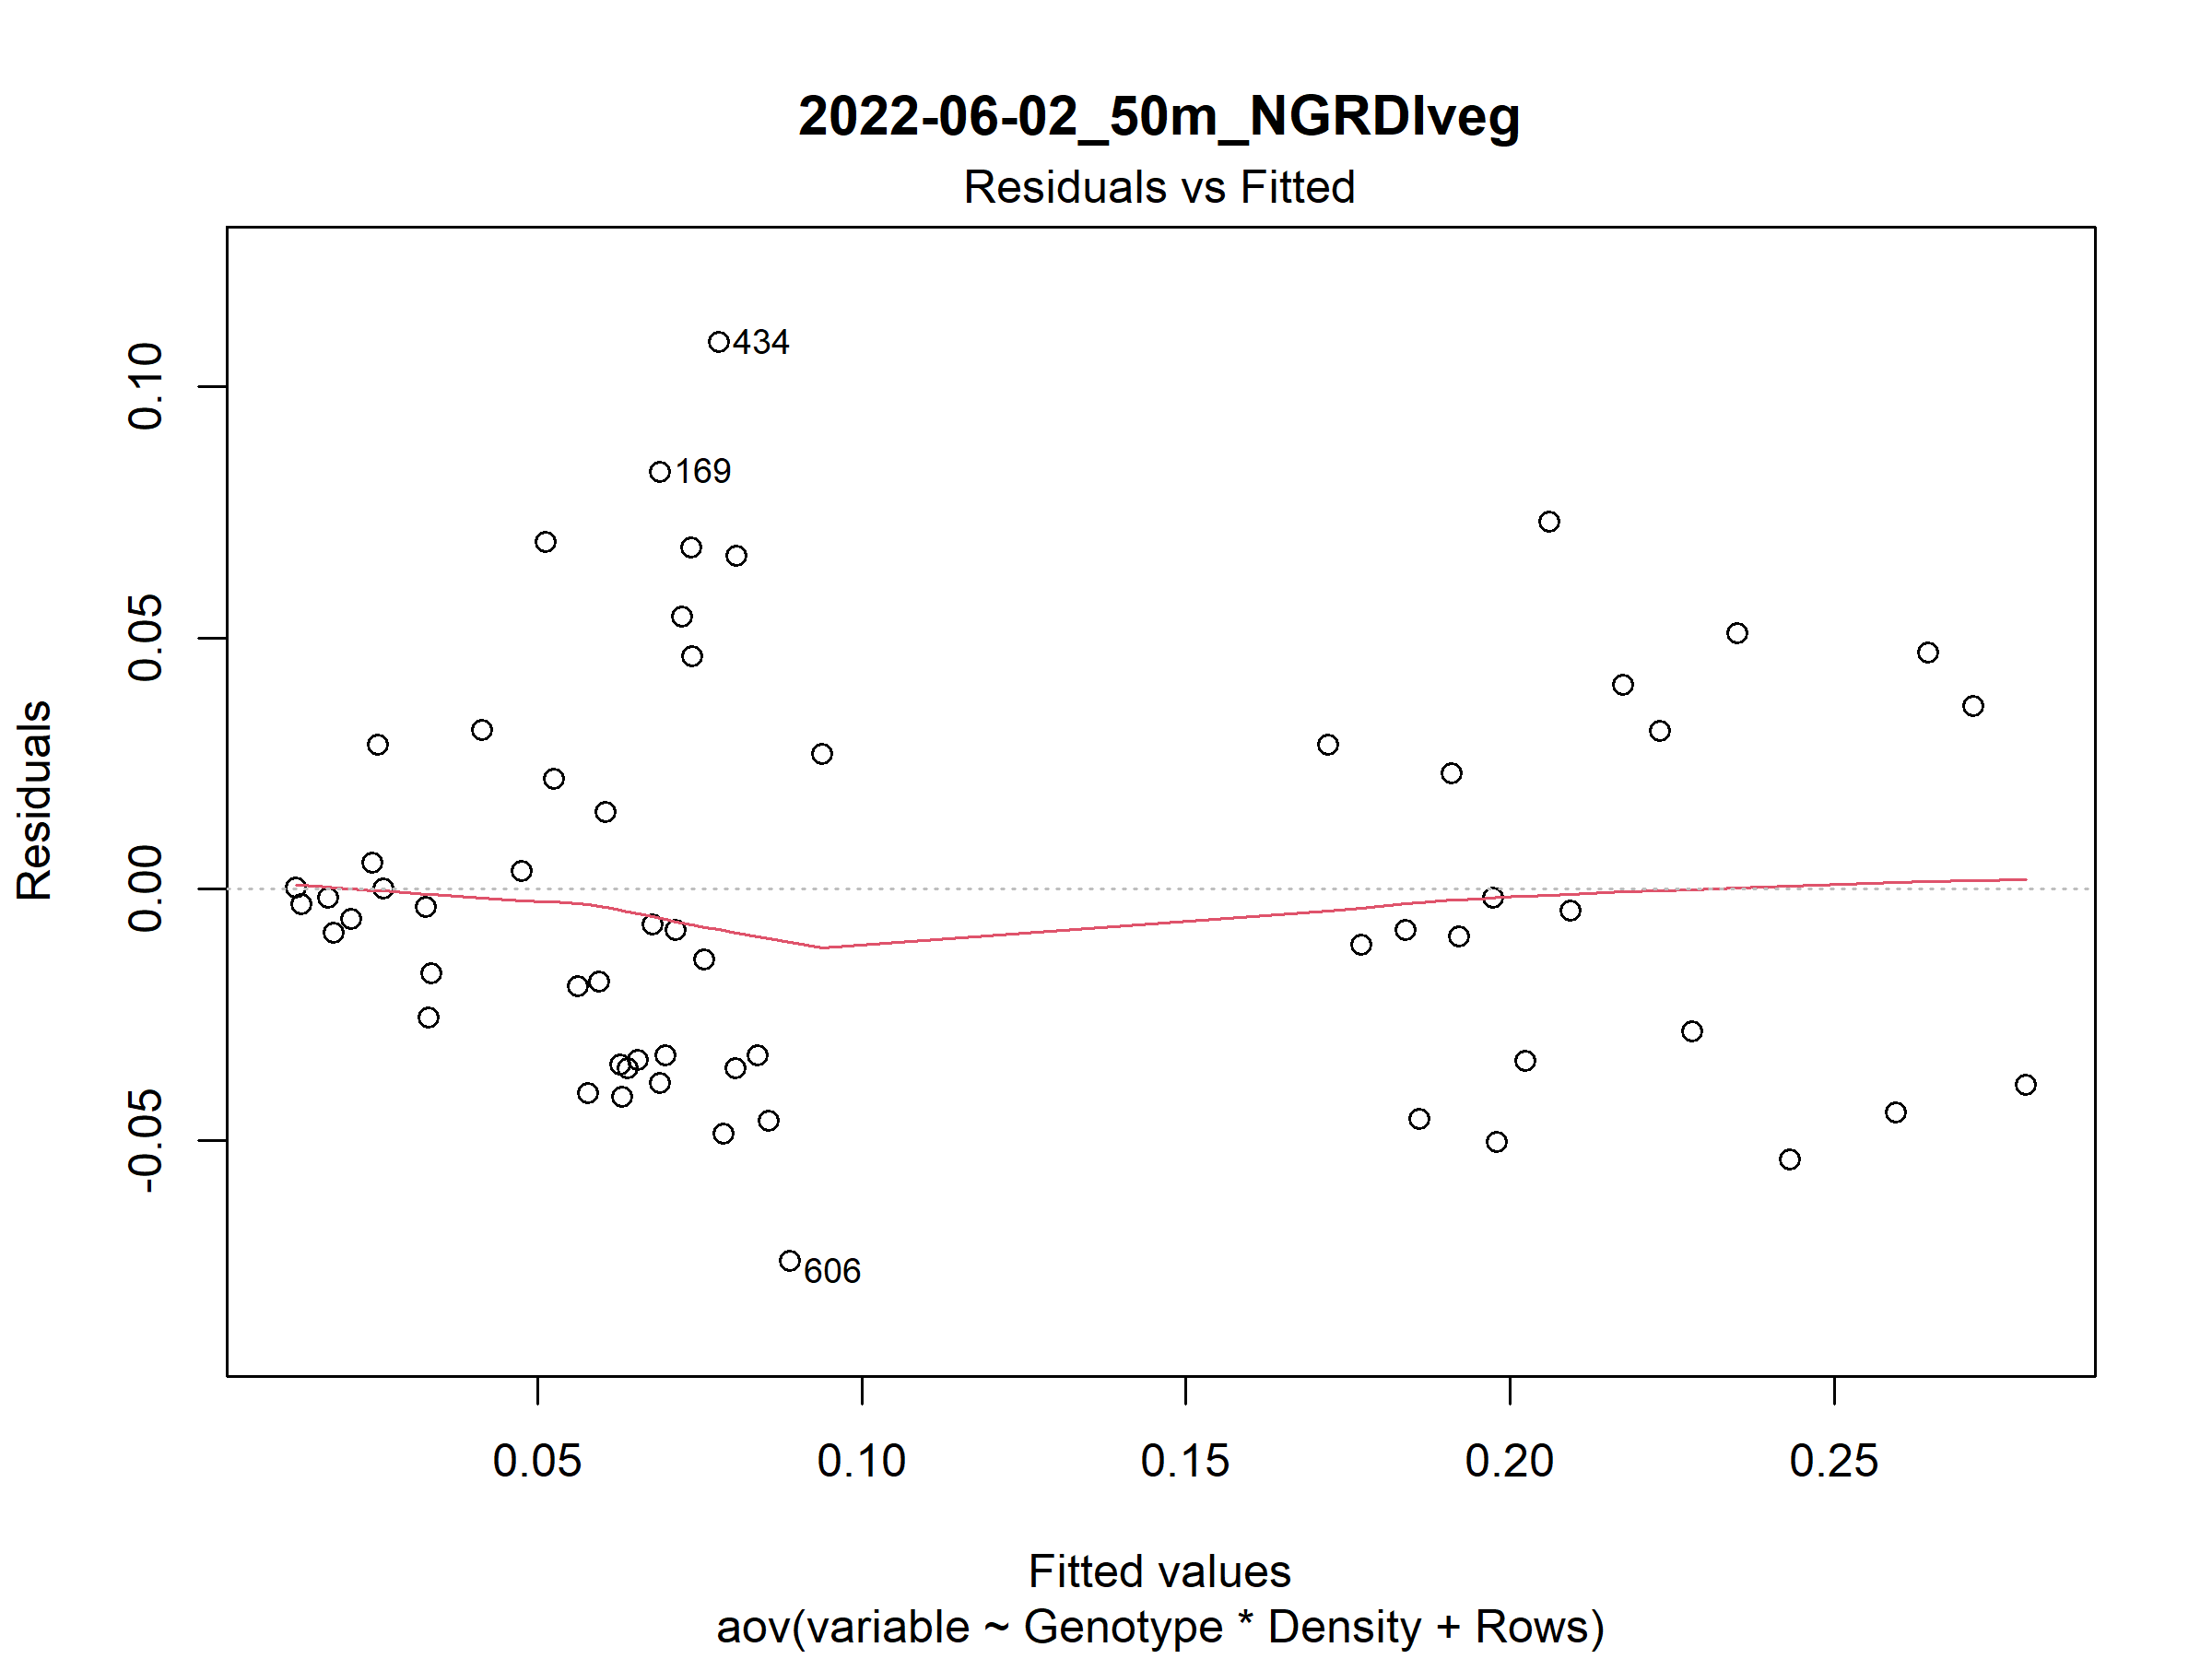 2022-06-02_50m_NGRDIveg
Residuals vs Fitted
434
169
606
Residuals
0.10
0.05
0.00
-0.05
0.05 0.10 0.15 0.20 0.25
Fitted values
aov(variable ~ Genotype * Density + Rows)